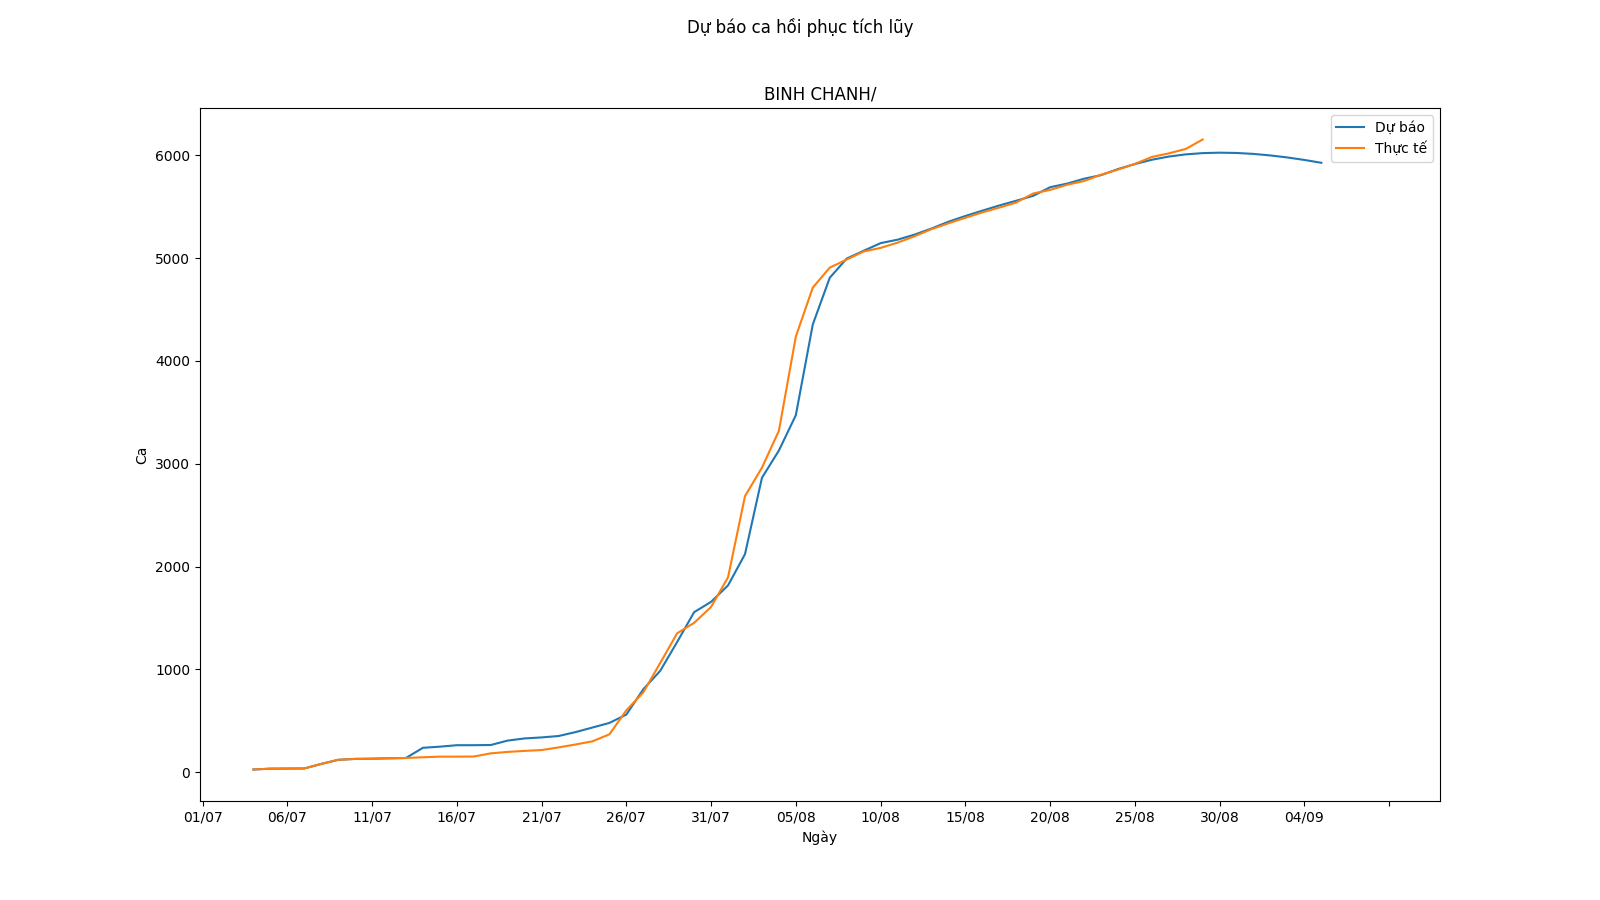 Dự báo ca hồi phục tích lũy
BINH CHANH/
Dự báo
Thực tế
6000
5000
4000
3000
2000
1000
0
Ca
01/07 06/07 11/07 16/07 21/07 26/07 31/07 05/08 10/08 15/08 20/08 25/08 30/08 04/09
Ngày